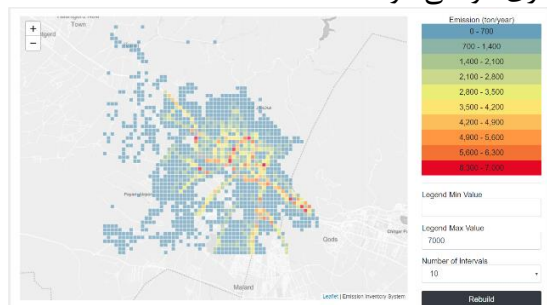 +
−
Town
Meland
Leaflet | Emission Inventory System
Emission (ton/year)
0 - 700
700 - 1,400
1,400 - 2,100
2,100 - 2,800
2,800 - 3,500
3,500 - 4,200
4,200 - 4,900
4,900 - 5,600
5,600 - 6,300
6,300 - 7,000
Legend Min Value
Legend Max Value
7000
Number of Intervals
10
Rebuild